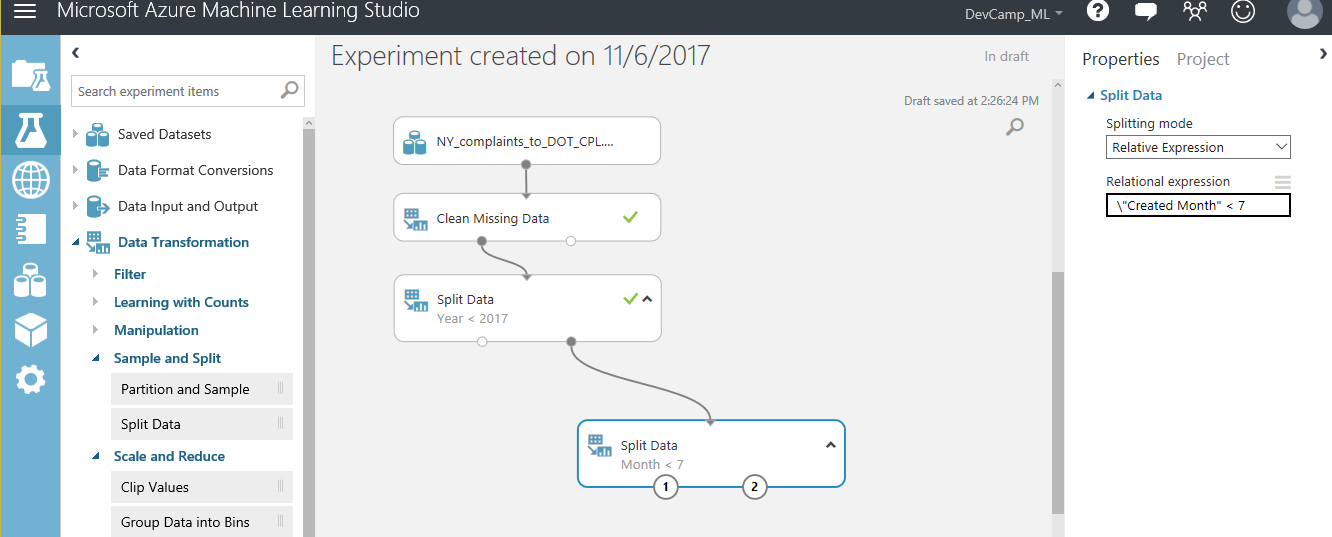 Microsoft Azure Machine Learning Studio
DevCamp_ML
?
Search experiment items
Saved Datasets
Data Format Conversions
Data Input and Output
Data Transformation
Filter
Learning with Counts
Manipulation
Sample and Split
Partition and Sample
Split Data
Scale and Reduce
Clip Values
Group Data into Bins
Experiment created on 11/6/2017
In draft
Draft saved at 2:26:24 PM
NY_complaints_to_DOT_CPL....
Clean Missing Data
Split Data
Year < 2017
Split Data
Month < 7
1 2
Properties Project
Split Data
Splitting mode
Relative Expression
Relational expression
\"Created Month" < 7